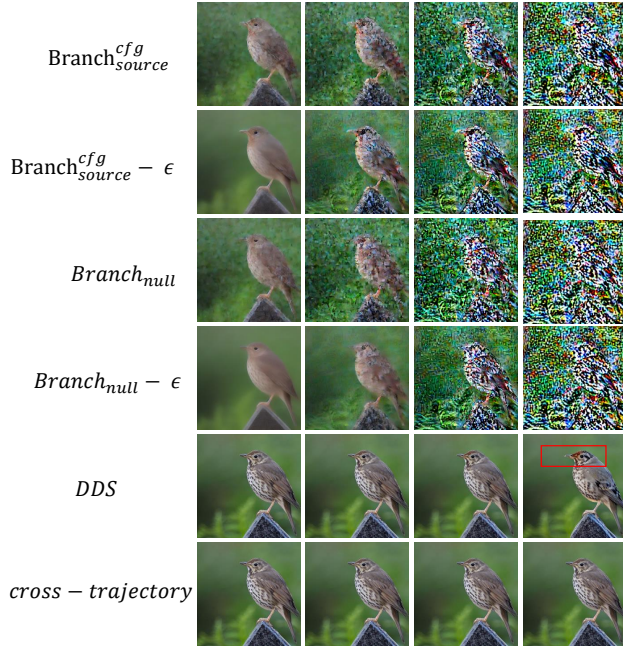 Branch^{cfg}_{source}
Branch^{cfg}_{source} − ϵ
Branch_{null}
Branch_{null} − ϵ
DDS
cross − trajectory